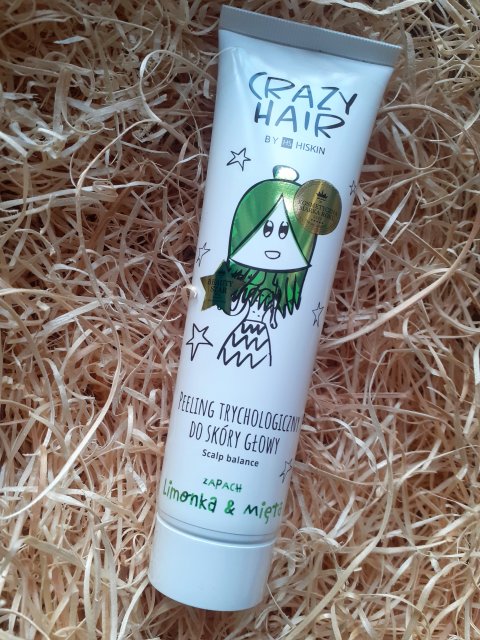 CRAZY
HAIR
BY HISKIN
PEELING TRYCHOLOGICZNY
DO SKÓRY GŁOWY
Scalp balance
ZAPACH
Limonka & mięta